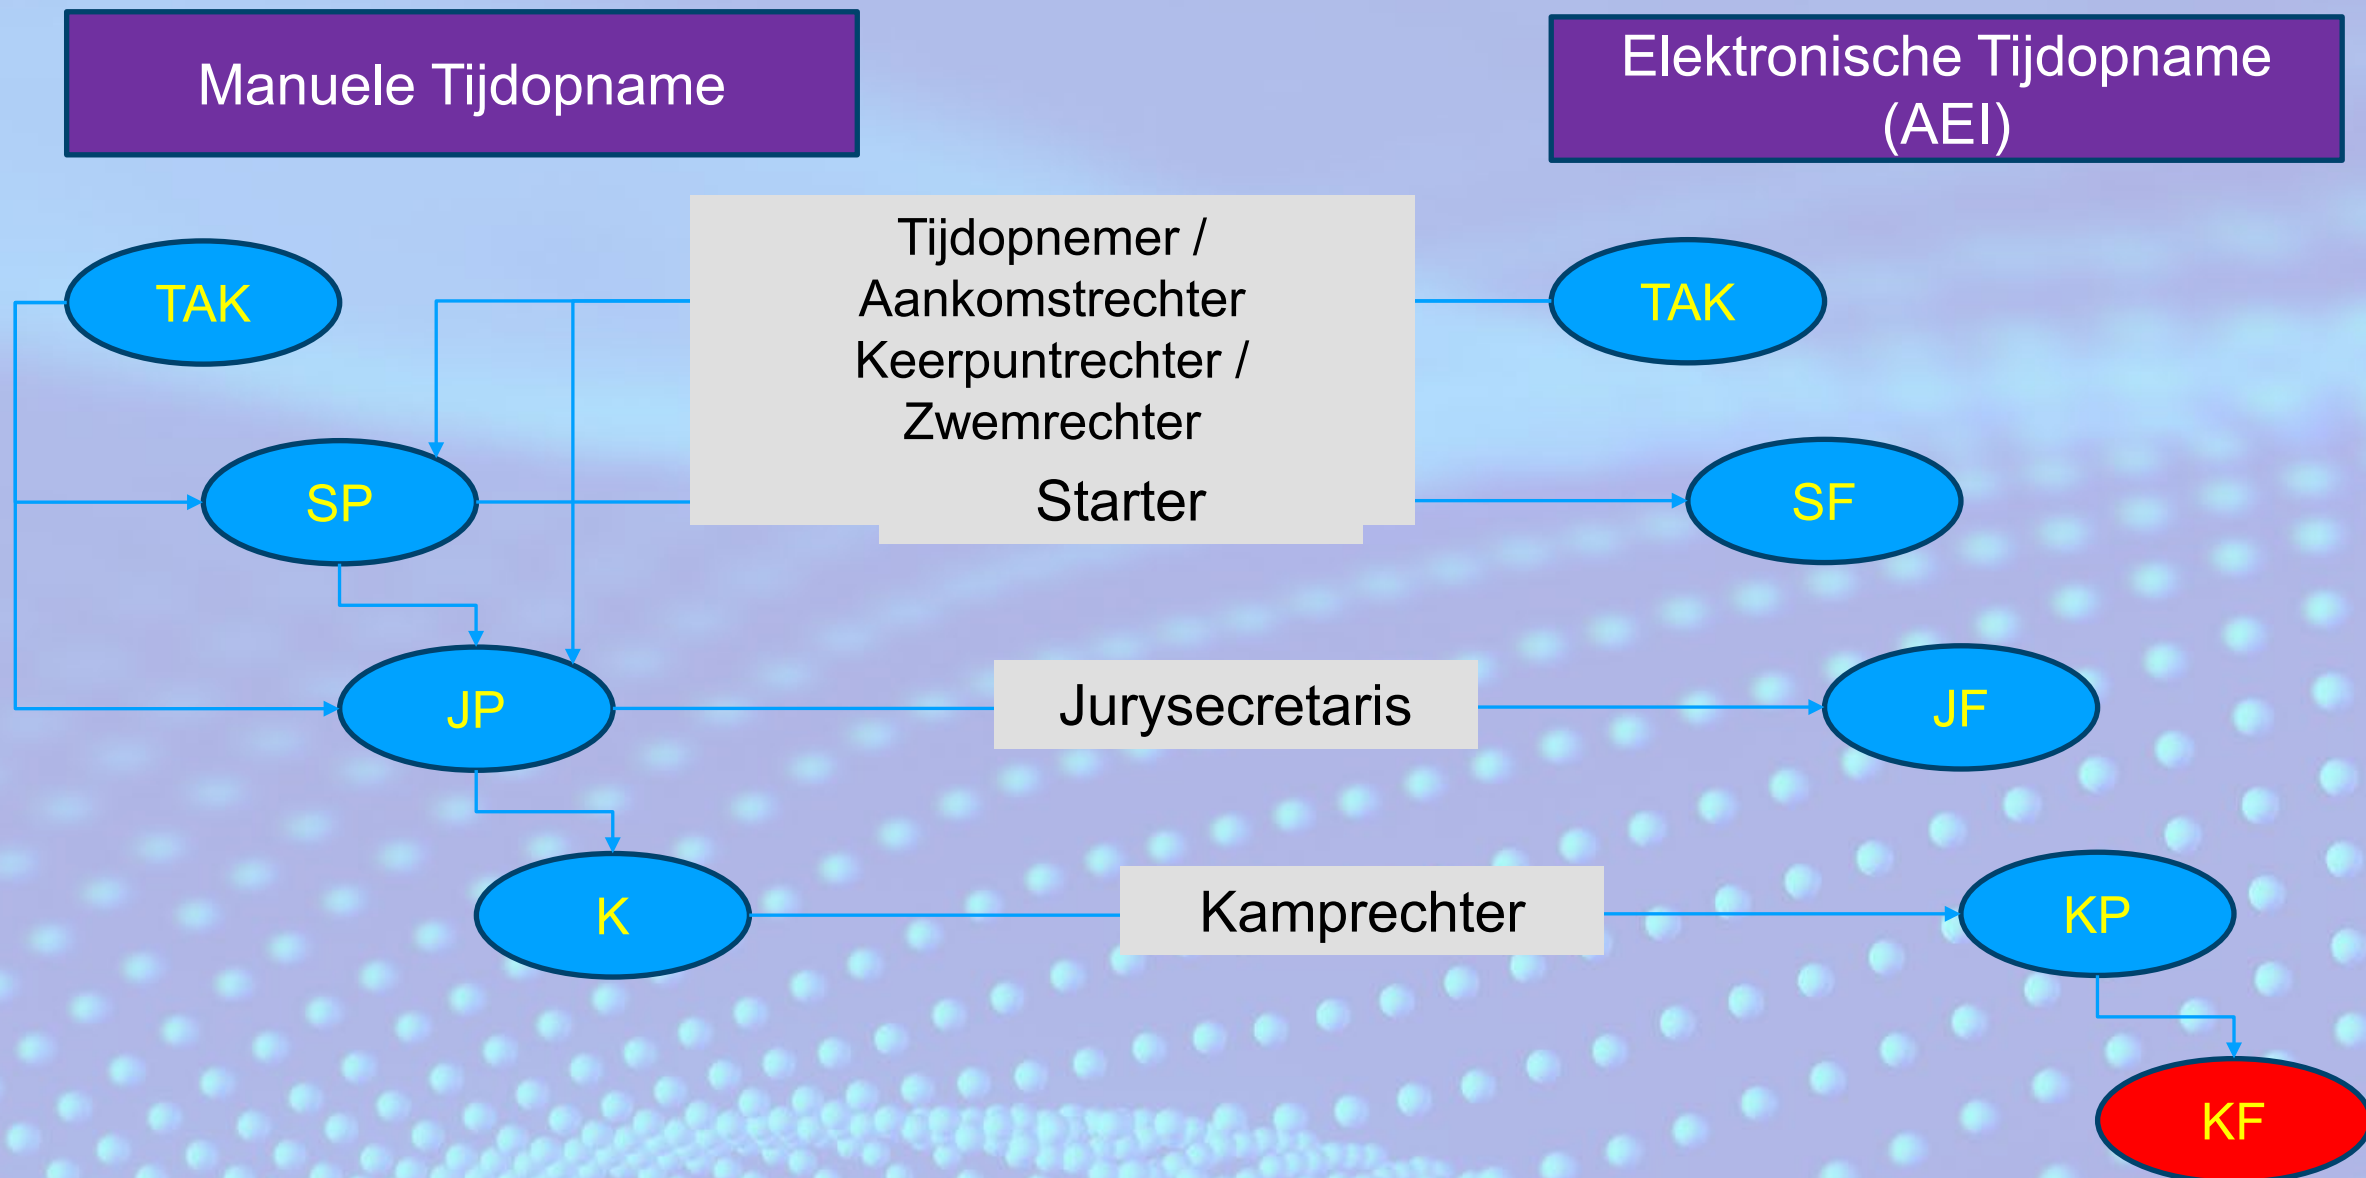 Manuele Tijdopname
Elektronische Tijdopname
(AEI)
TAK
Tijdopnemer /
Aankomstrechter
Keerpuntrechter /
Zwemrechter
TAK
SP
Starter
SF
JP
Jurysecretaris
JF
K
Kamprechter
KP
KF